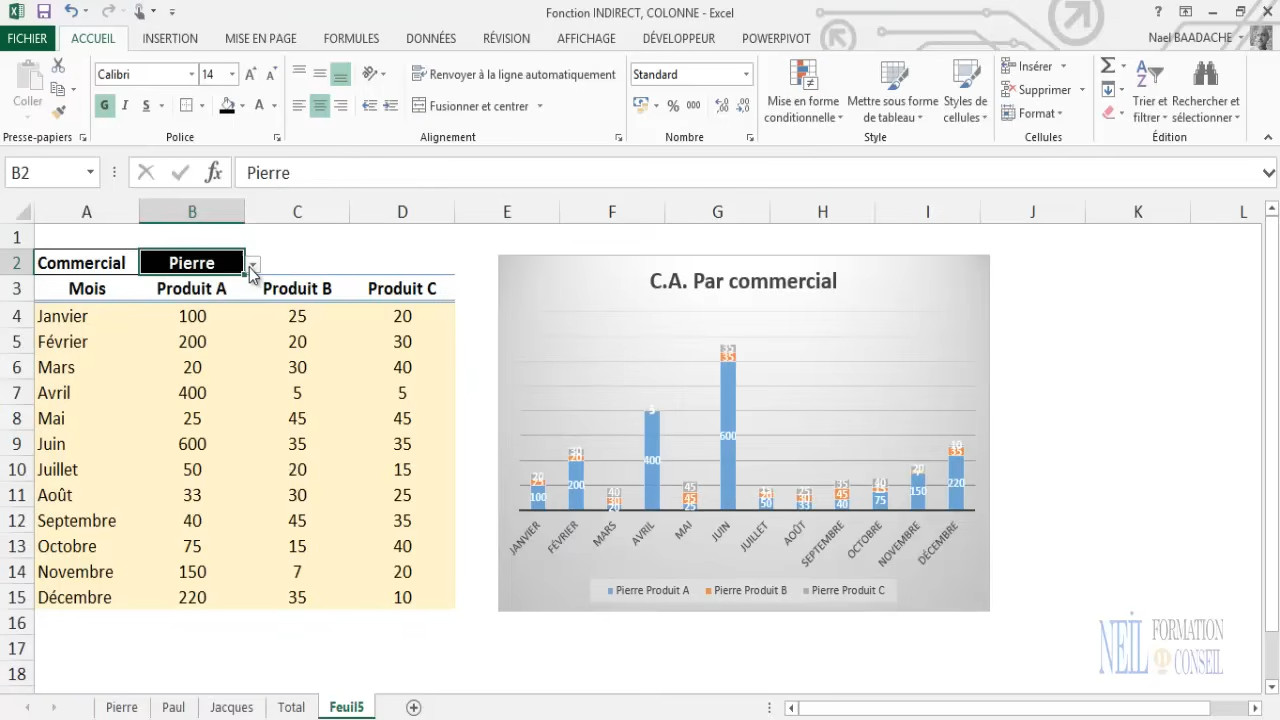 Fonction INDIRECT, COLONNE - Excel
FICHIER ACCUEIL INSERTION MISE EN PAGE FORMULES DONNÉES RÉVISION AFFICHAGE DÉVELOPPEUR POWERPIVOT Nael BAADACHE
Coller
Calibri 14
G I S
Renvoyer à la ligne automatiquement
Fusionner et centrer
Standard
% 000
Mise en forme conditionnelle
Mettre sous forme de tableau
Styles de cellules
Insérer
Supprimer
Format
Trier et filtrer
Rechercher et sélectionner
Presse-papiers Police Alignement Nombre Style Cellules Édition
B2 fx Pierre
A B C D E F G H I J K L
1
2 Commercial Pierre
3 Mois Produit A Produit B Produit C
4 Janvier 100 25 20
5 Février 200 20 30
6 Mars 20 30 40
7 Avril 400 5 5
8 Mai 25 45 45
9 Juin 600 35 35
10 Juillet 50 20 15
11 Août 33 30 25
12 Septembre 40 45 35
13 Octobre 75 15 40
14 Novembre 150 7 20
15 Décembre 220 35 10
16
17
18
C.A. Par commercial
100 200 400 600 150 220
JANVIER FÉVRIER MARS AVRIL MAI JUIN JUILLET AOÛT SEPTEMBRE OCTOBRE NOVEMBRE DÉCEMBRE
Pierre Produit A Pierre Produit B Pierre Produit C
NEIL FORMATION CONSEIL
Pierre Paul Jacques Total Feuil5